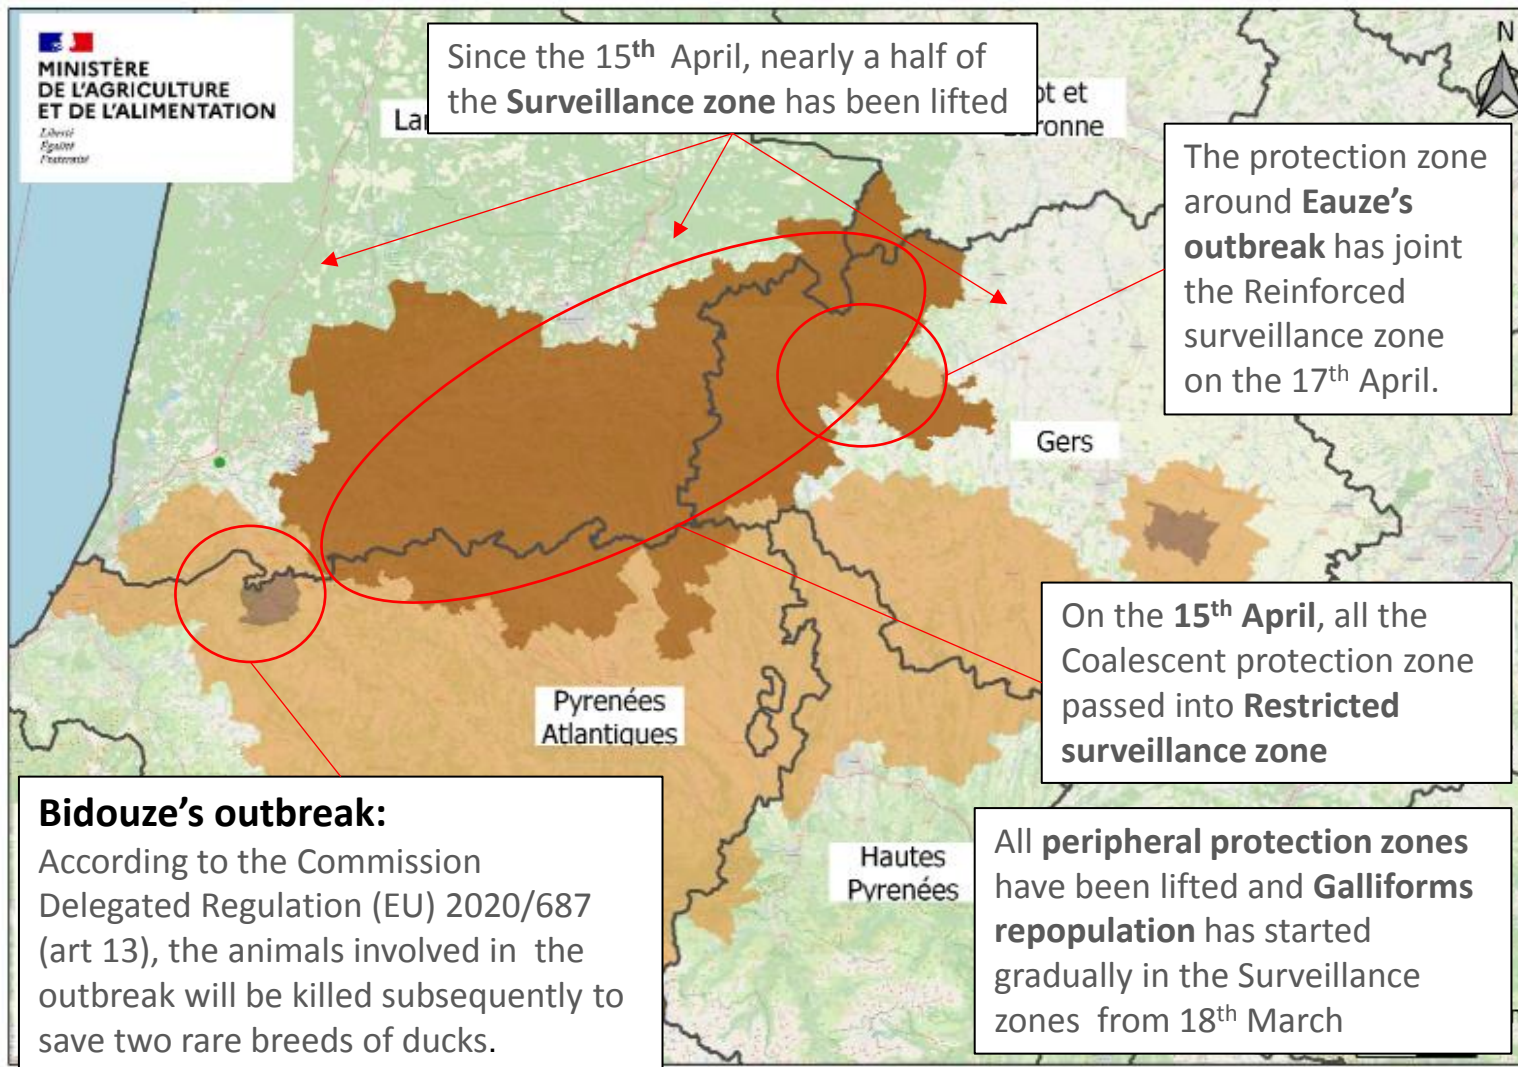 MINISTÈRE
DE L'AGRICULTURE
ET DE L'ALIMENTATION
Liberté
Égalité
Fraternité
Since the 15th April, nearly a half of
the Surveillance zone has been lifted
N
The protection zone
around Eauze's
outbreak has joint
the Reinforced
surveillance zone
on the 17th April.
Gers
On the 15th April, all the
Coalescent protection zone
passed into Restricted
surveillance zone
Pyrénées
Atlantiques
Bidouze's outbreak:
According to the Commission
Delegated Regulation (EU) 2020/687
(art 13), the animals involved in the
outbreak will be killed subsequently to
save two rare breeds of ducks.
Hautes
Pyrénées
All peripheral protection zones
have been lifted and Galliforms
repopulation has started
gradually in the Surveillance
zones from 18th March